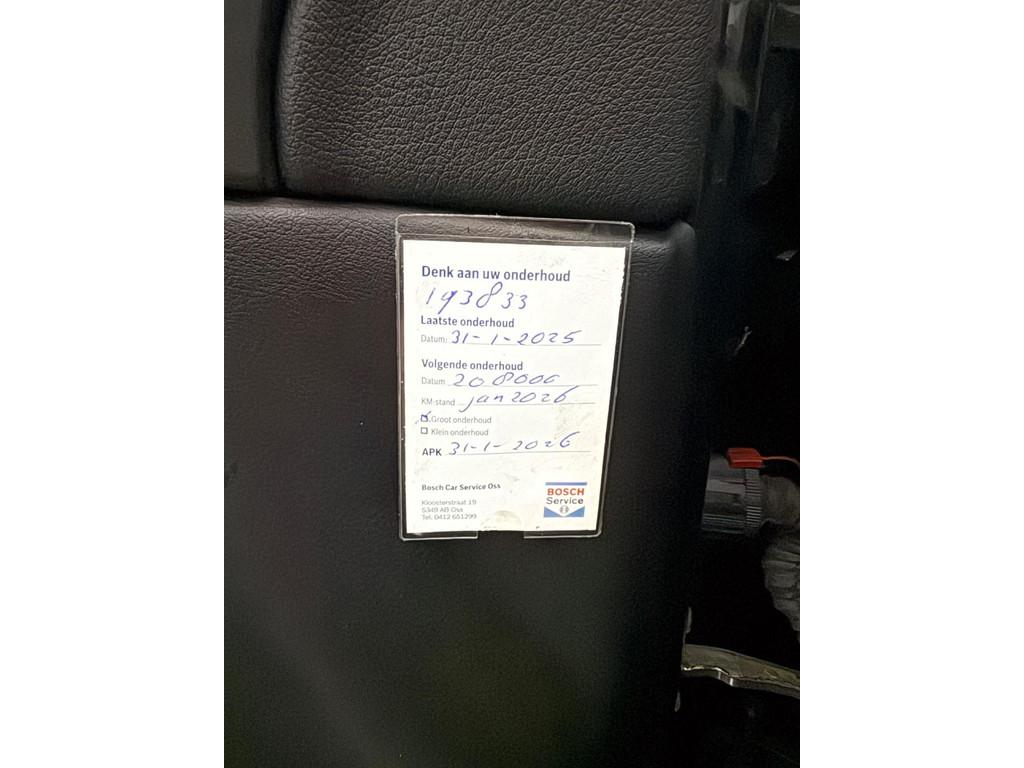 Denk aan uw onderhoud
193833
Laatste onderhoud
Datum: 31-1-2025
Volgende onderhoud
Datum 208000
KM-stand jan 2026
Groot onderhoud
Klein onderhoud
APK 31-1-2026
Bosch Car Service Oss
Kloosterstraat 19
5349 AB Oss
Tel. 0412 651299
BOSCH
Service